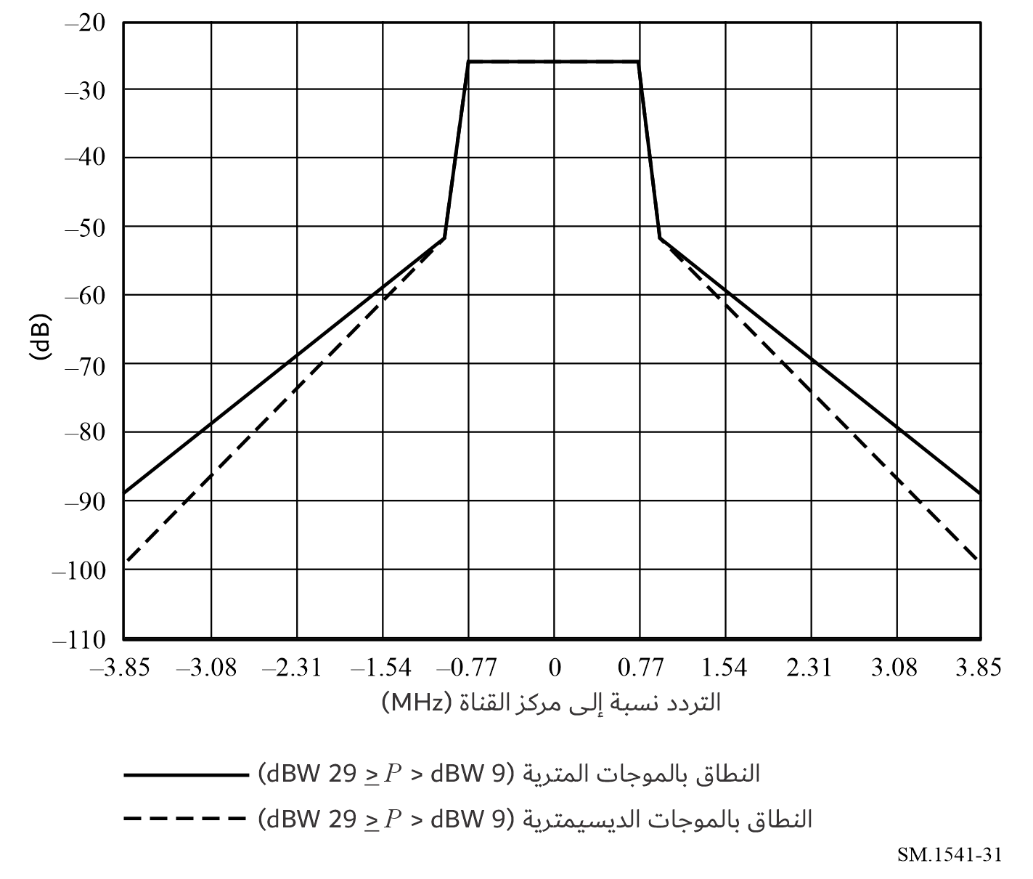 –20
–30
–40
–50
–60
–70
–80
–90
–100
–110
(dB)
–3.85 –3.08 –2.31 –1.54 –0.77 0 0.77 1.54 2.31 3.08 3.85
التردد نسبة إلى مركز القناة (MHz)
النطاق بالموجات المترية (dBW 29 ≥ P > dBW 9)
النطاق بالموجات الديسيمترية (dBW 29 ≥ P > dBW 9)
SM.1541-31